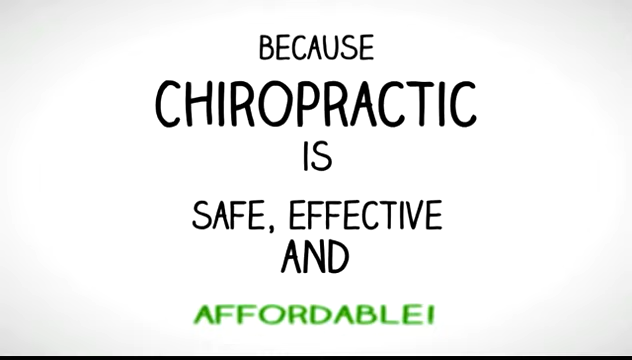 BECAUSE
CHIROPRACTIC
IS
SAFE, EFFECTIVE
AND
AFFORDABLE!